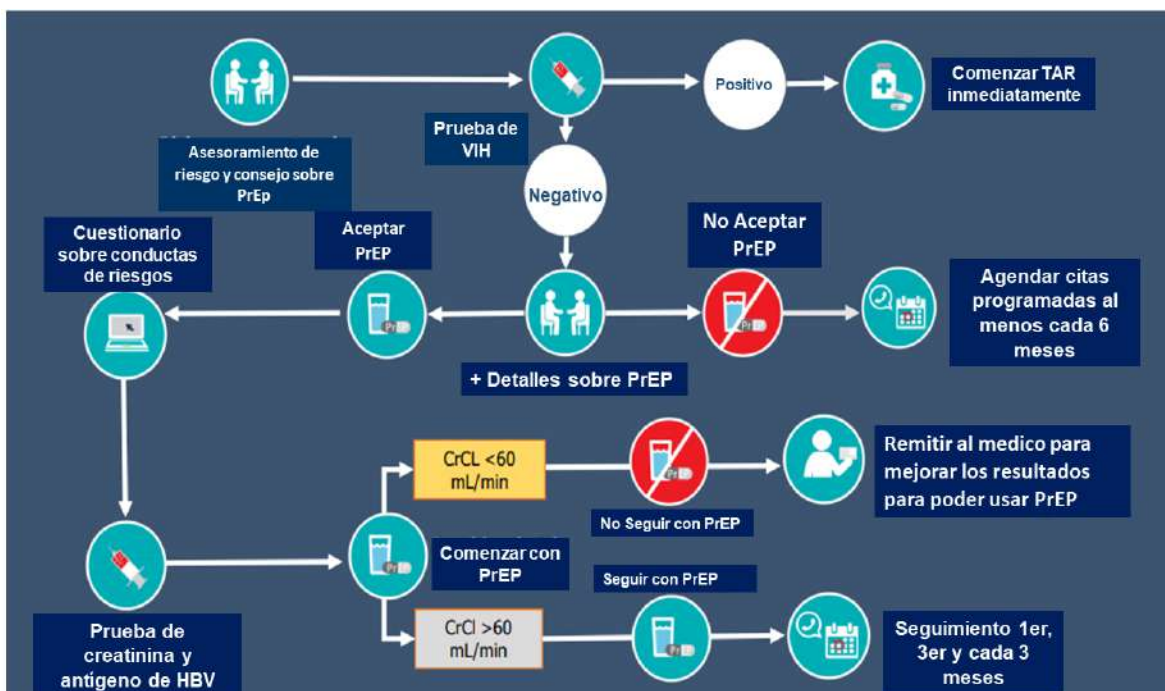 Positivo
Comenzar TAR
inmediatamente
Prueba de
VIH
Asesoramiento de
riesgo y consejo sobre
PrEp
Negativo
Cuestionario
sobre conductas
de riesgos
Aceptar
PrEP
No Aceptar
PrEP
Agendar citas
programadas al
menos cada 6
meses
+ Detalles sobre PrEP
CrCL <60
mL/min
No Seguir con PrEP
Remitir al medico para
mejorar los resultados
para poder usar PrEP
Comenzar con
PrEP
Seguir con PrEP
CrCl >60
mL/min
Prueba de
creatinina y
antígeno de HBV
Seguimiento 1er,
3er y cada 3
meses